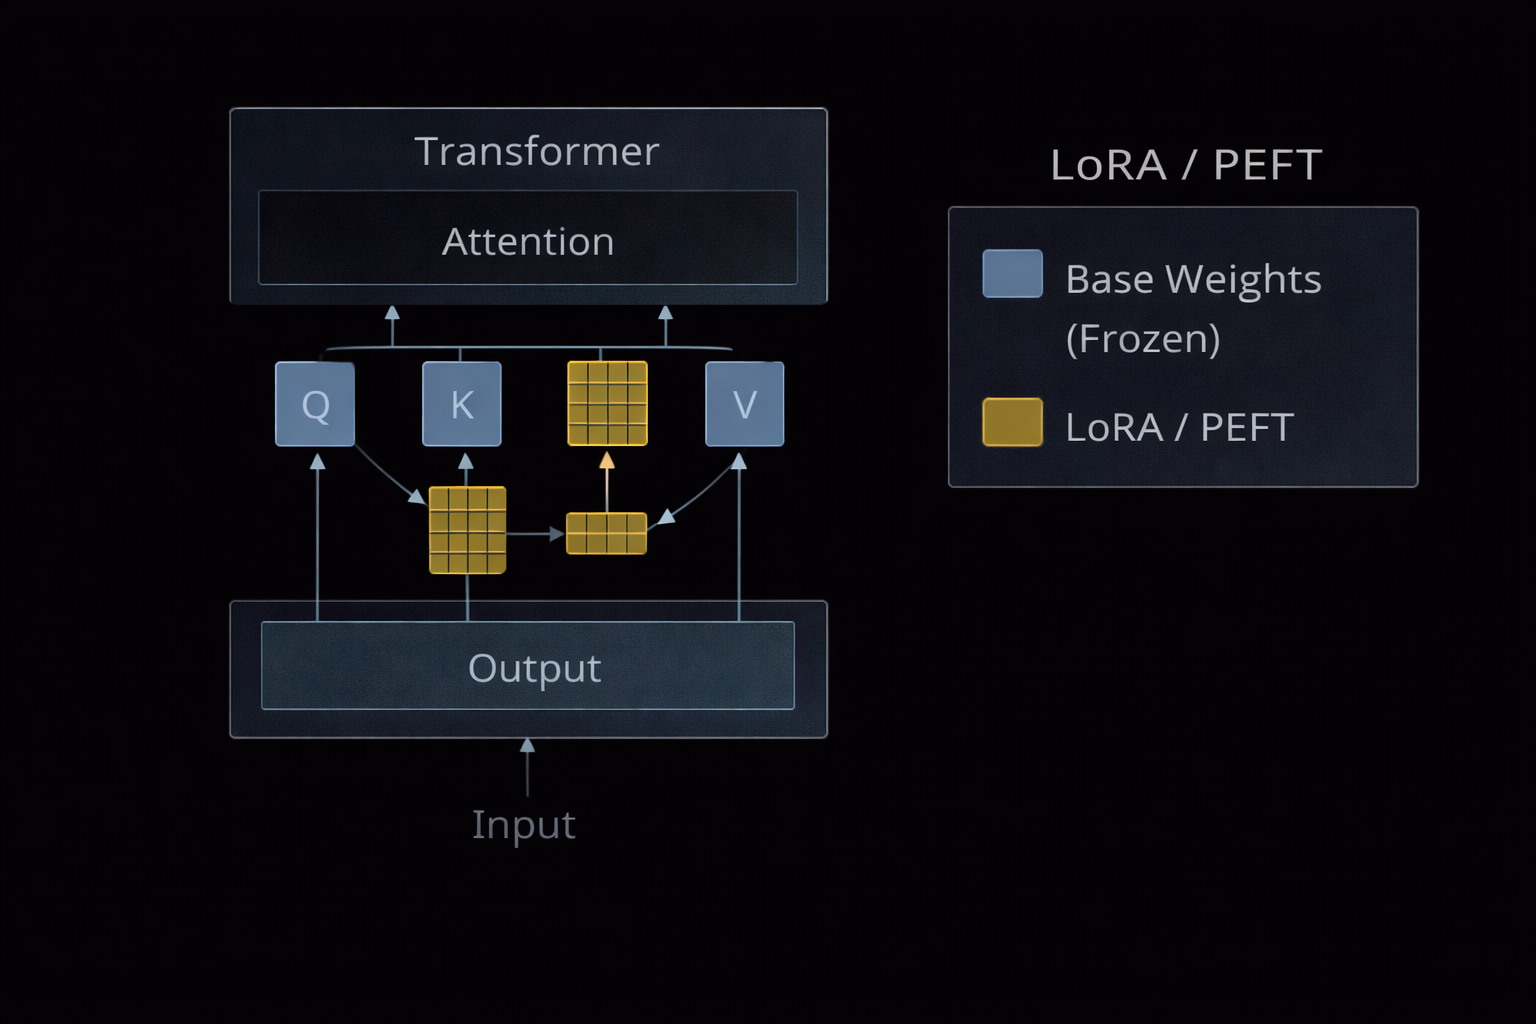 Transformer
Attention
Q
K
V
Output
Input
LoRA / PEFT
Base Weights
(Frozen)
LoRA / PEFT